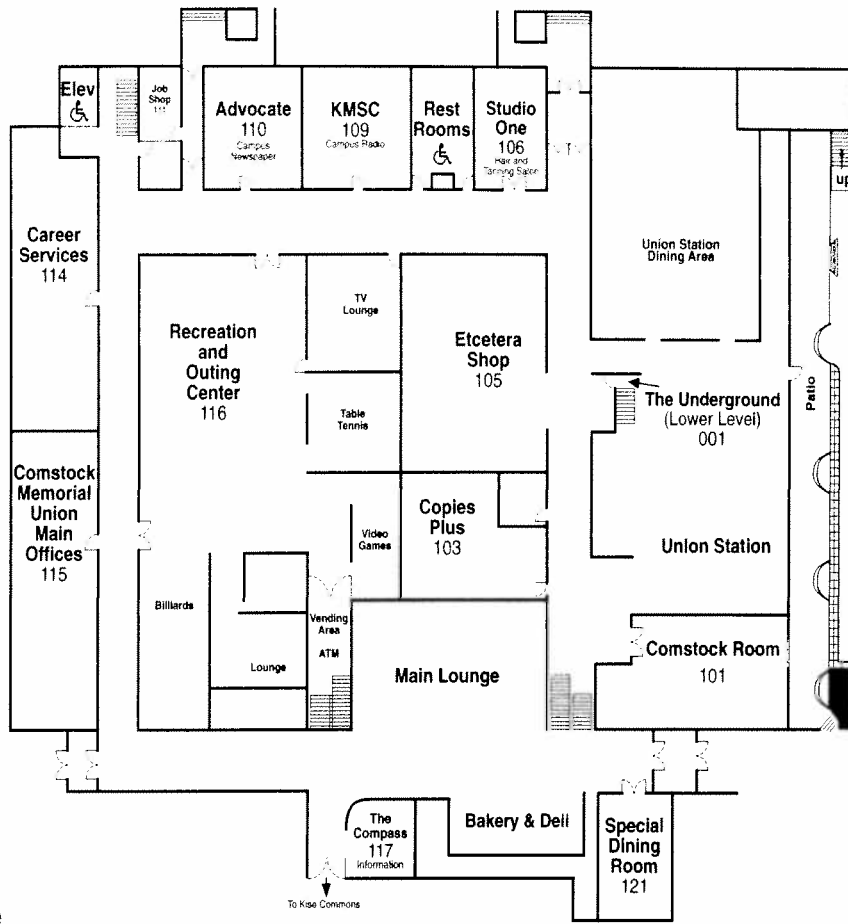 Elev
Job
Shop
111
Advocate
110
Campus
Newspaper
KMSC
109
Campus Radio
Rest
Rooms
Studio
One
106
Hair and
Tanning Salon
up
Career
Services
114
Union Station
Dining Area
Recreation
and
Outing
Center
116
TV
Lounge
Etcetera
Shop
105
The Underground
(Lower Level)
001
Patio
Table
Tennis
Comstock
Memorial
Union
Main
Offices
115
Copies
Plus
103
Video
Games
Union Station
Billiards
Vending
Area
ATM
Lounge
Main Lounge
Comstock Room
101
The
Compass
117
Information
Bakery & Deli
Special
Dining
Room
121
To Kise Commons